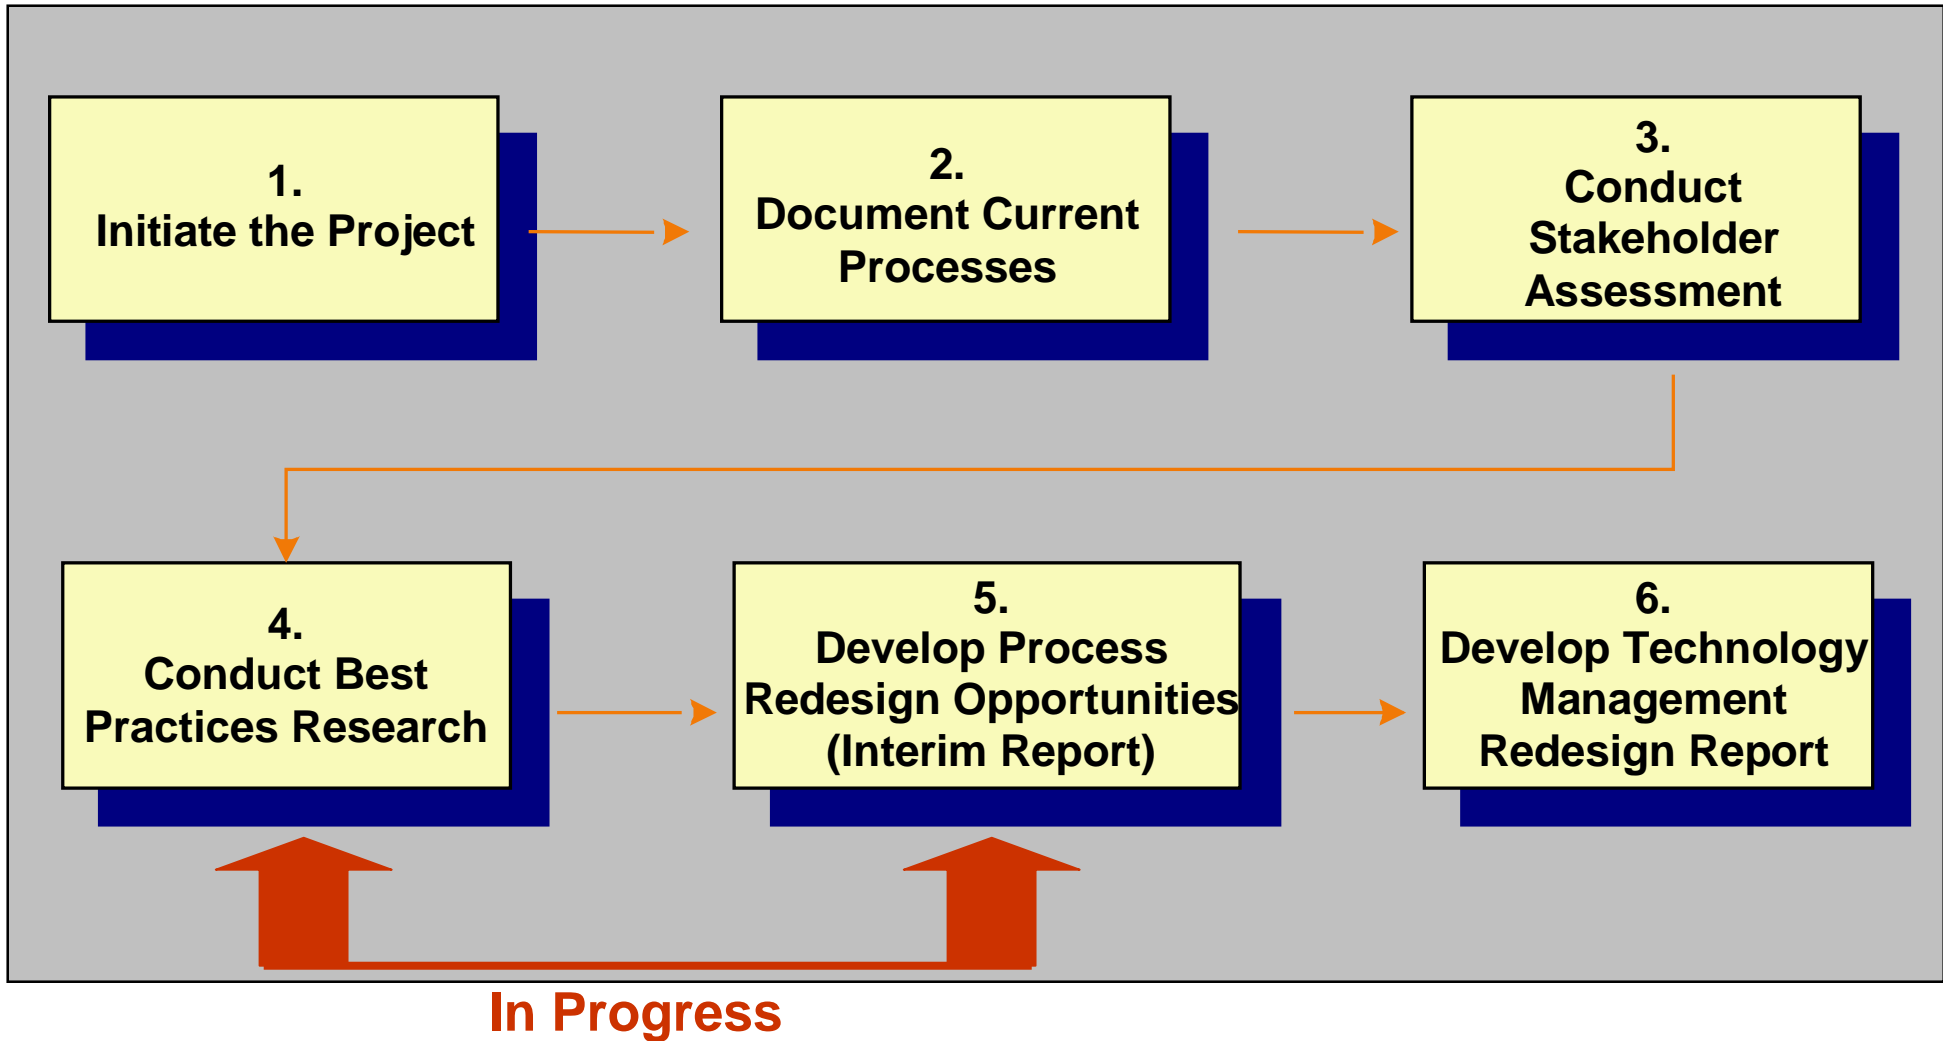 1.
Initiate the Project
2.
Document Current
Processes
3.
Conduct
Stakeholder
Assessment
4.
Conduct Best
Practices Research
5.
Develop Process
Redesign Opportunities
(Interim Report)
6.
Develop Technology
Management
Redesign Report
In Progress